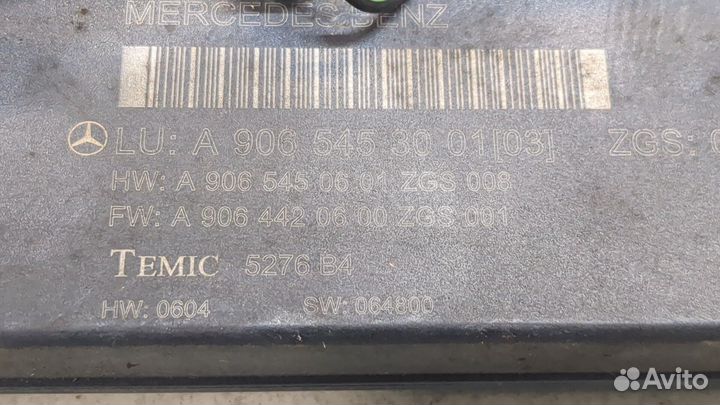 MERCEDES-BENZ
LU: A 906 545 30 01[03] ZGS:
HW: A 906 545 06 01 ZGS 008
FW: A 906 442 06 00 ZGS 001
TEMIC 5276 B4
HW: 0604 SW: 064800
Avito